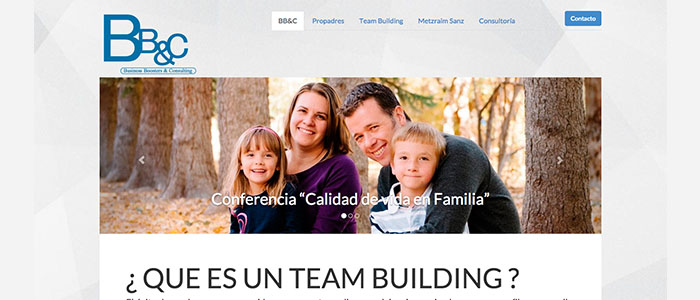 BB&C
Business Boosters & Consulting
BB&C Propadres Team Building Metzraim Sanz Consultoría Contacto
Conferencia “Calidad de vida en Familia”
¿ QUE ES UN TEAM BUILDING ?